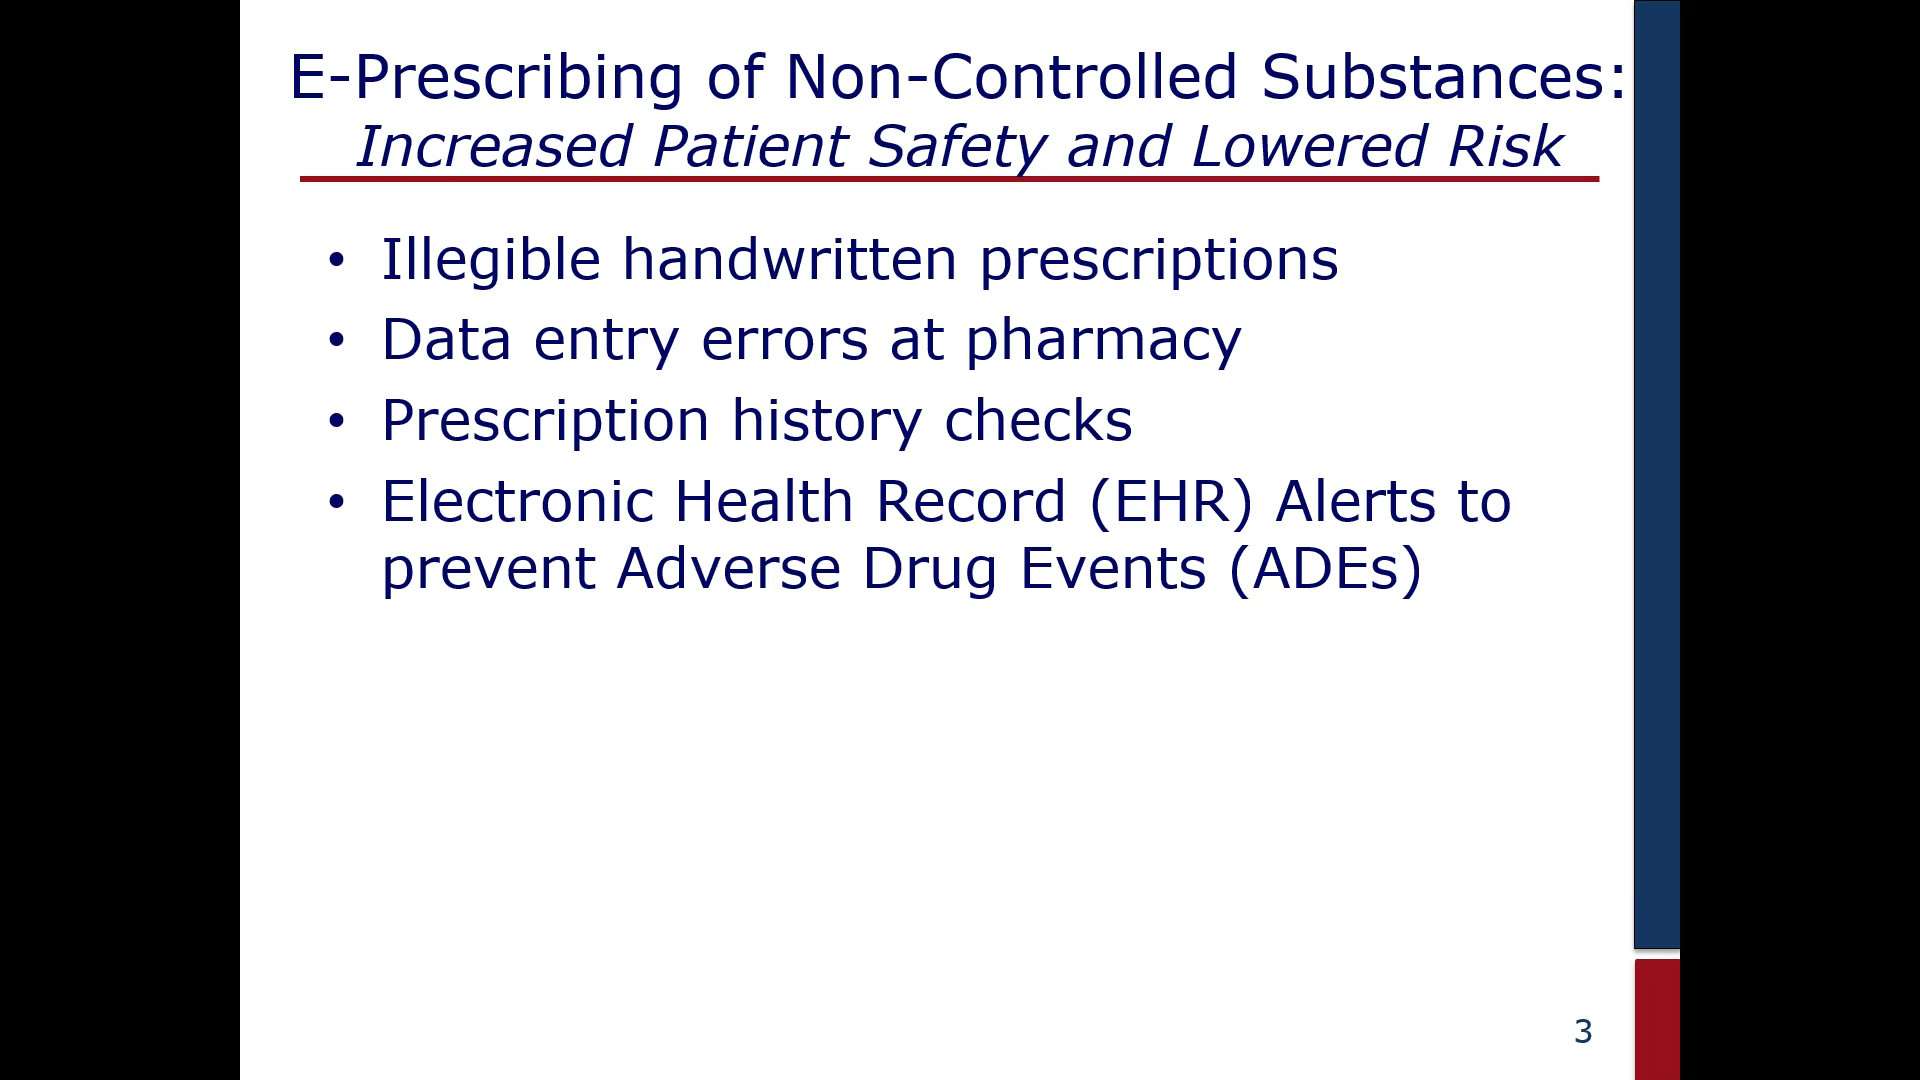 E-Prescribing of Non-Controlled Substances:
Increased Patient Safety and Lowered Risk
• Illegible handwritten prescriptions
• Data entry errors at pharmacy
• Prescription history checks
• Electronic Health Record (EHR) Alerts to
prevent Adverse Drug Events (ADEs)
3